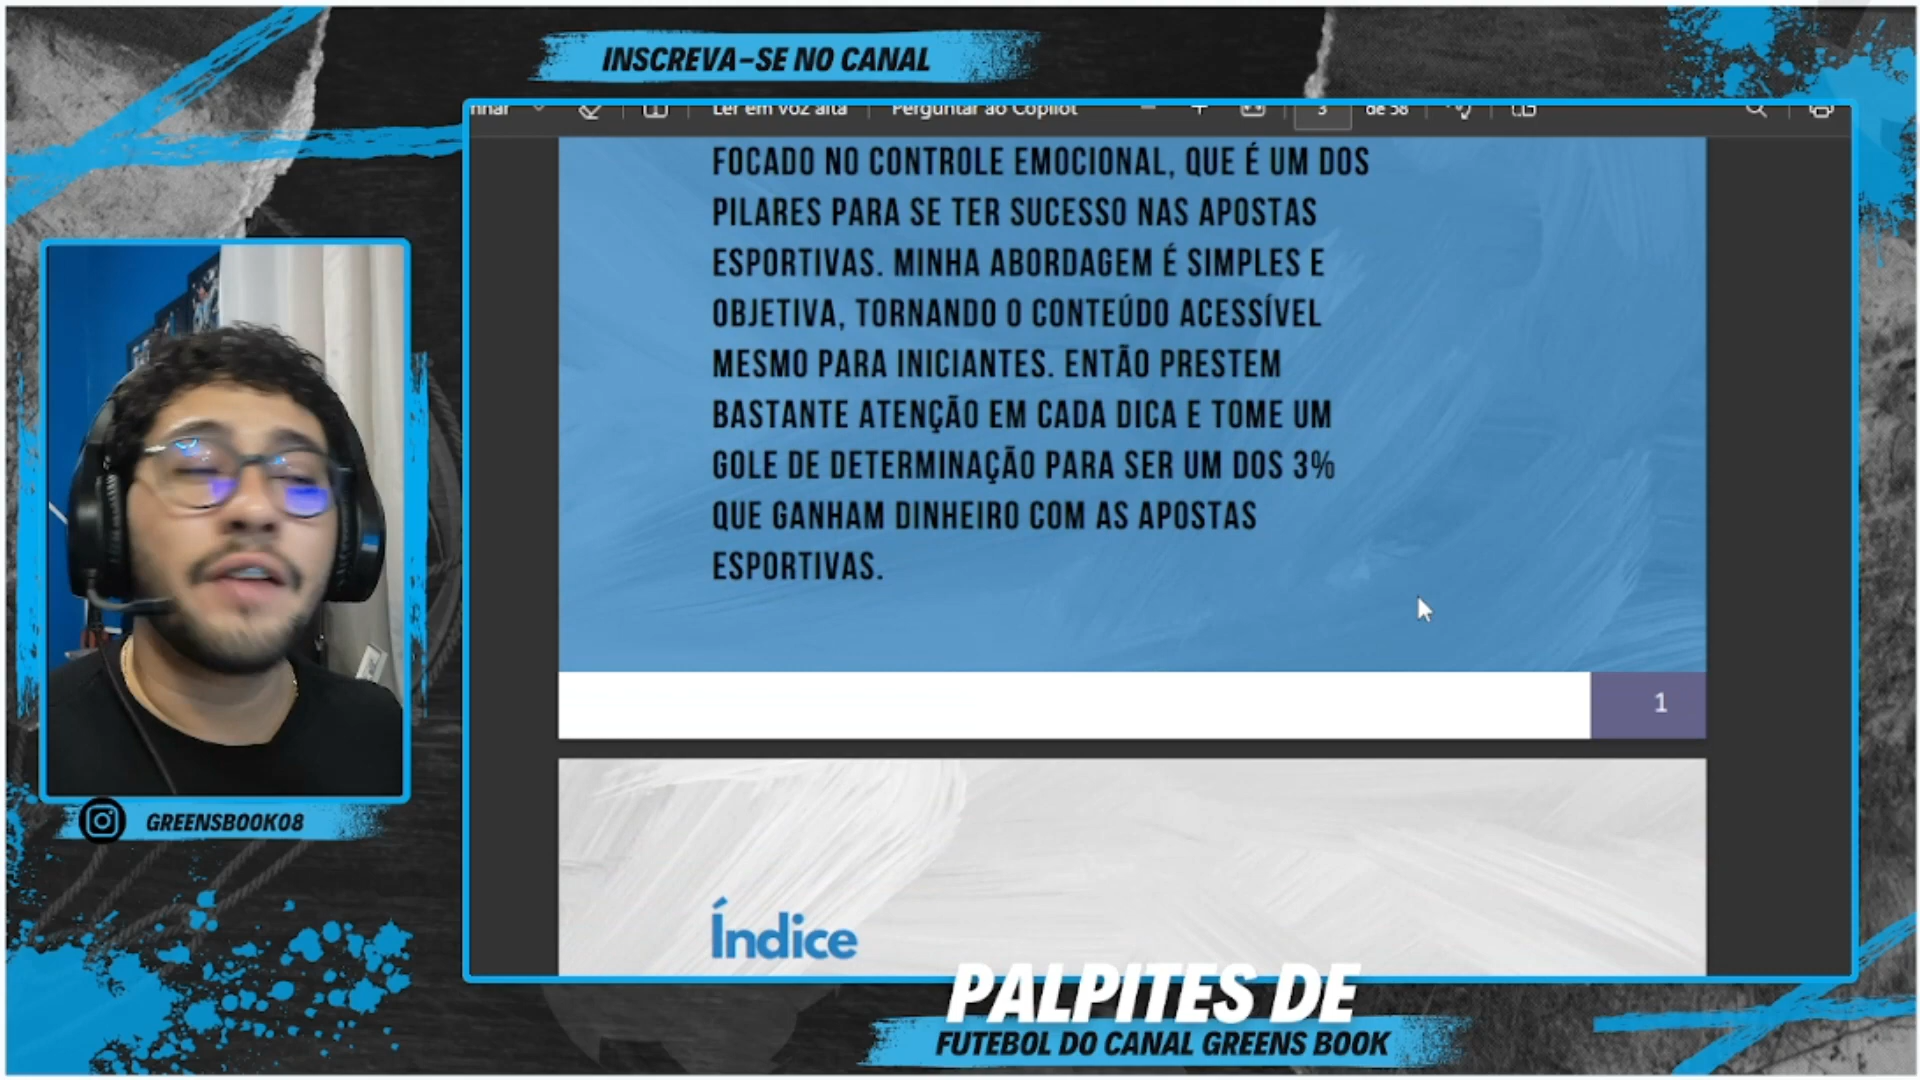 INSCREVA-SE NO CANAL
Ler em voz alta
Perguntar ao Copilot
3
de 58
FOCADO NO CONTROLE EMOCIONAL, QUE É UM DOS
PILARES PARA SE TER SUCESSO NAS APOSTAS
ESPORTIVAS. MINHA ABORDAGEM É SIMPLES E
OBJETIVA, TORNANDO O CONTEÚDO ACESSÍVEL
MESMO PARA INICIANTES. ENTÃO PRESTEM
BASTANTE ATENÇÃO EM CADA DICA E TOME UM
GOLE DE DETERMINAÇÃO PARA SER UM DOS 3%
QUE GANHAM DINHEIRO COM AS APOSTAS
ESPORTIVAS.
1
GREENSBOOK08
Índice
PALPITES DE
FUTEBOL DO CANAL GREENS BOOK